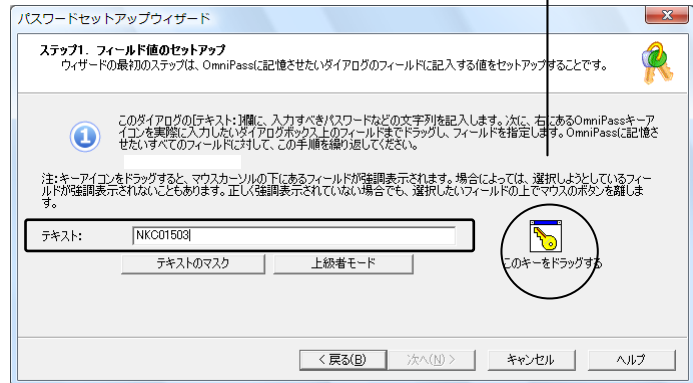 パスワードセットアップウィザード
ステップ1. フィールド値のセットアップ
ウィザードの最初のステップは、OmniPassに記憶させたいダイアログのフィールドに記入する値をセットアップすることです。
このダイアログの[テキスト:]欄に、入力すべきパスワードなどの文字列を記入します。次に、右にあるOmniPassキーア
イコンを実際に入力したいダイアログボックス上のフィールドまでドラッグし、フィールドを指定します。OmniPassに記憶さ
せたいすべてのフィールドに対して、この手順を繰り返してください。
注:キーアイコンをドラッグすると、マウスカーソルの下にあるフィールドが強調表示されます。場合によっては、選択しようとしているフィー
ルドが強調表示されないこともあります。正しく強調表示されていない場合でも、選択したいフィールドの上でマウスのボタンを離しま
す。
テキスト: NKC01503
このキーをドラッグする
テキストのマスク 上級者モード
< 戻る(B) 次へ(N) > キャンセル ヘルプ